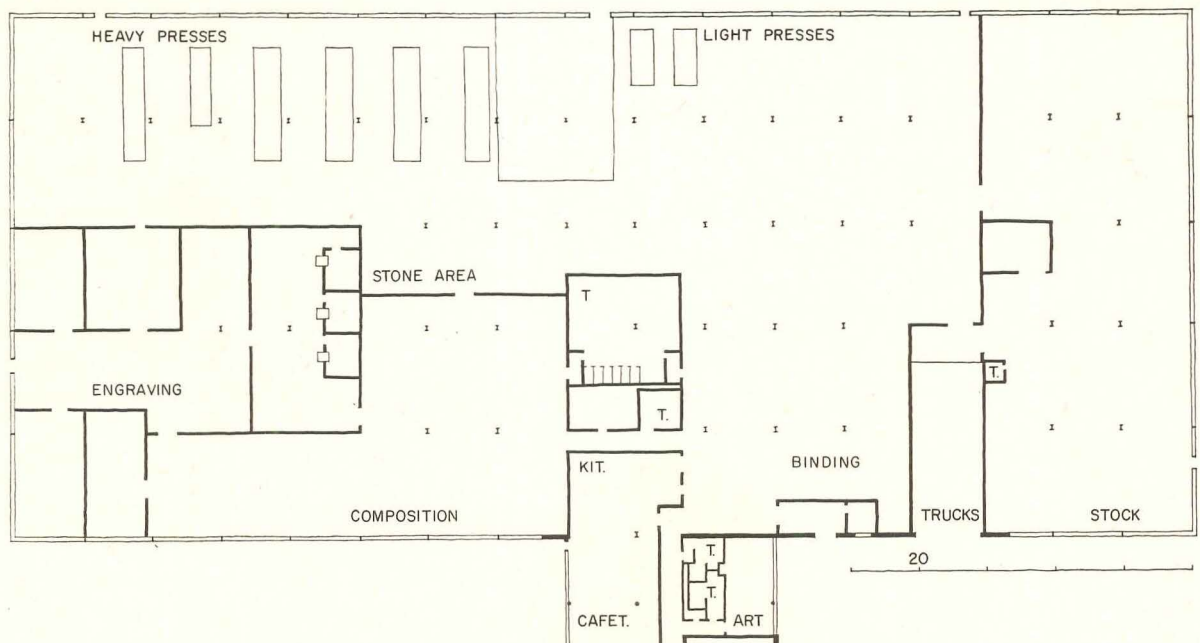 HEAVY PRESSES
LIGHT PRESSES
STONE AREA
T
T.
ENGRAVING
T.
KIT.
BINDING
COMPOSITION
TRUCKS
STOCK
20
T.
T.
CAFET.
ART